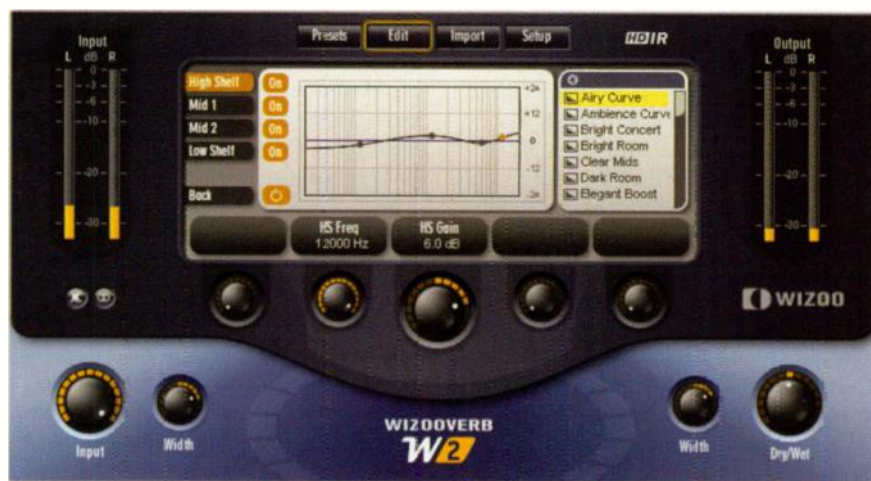 Presets Edit Import Setup
HDIR
Input
L dB R
0
-3
-6
-10
-20
-30
High Shelf On
Mid 1 On
Mid 2 On
Low Shelf On
Back
+24
+12
0
-12
-24
Airy Curve
Ambience Curve
Bright Concert
Bright Room
Clear Mids
Dark Room
Elegant Boost
Output
L dB R
0
-3
-6
-10
-20
-30
HS Freq
12000 Hz
HS Gain
6.0 dB
WIZOO
Input
Width
WIZOOVERB
W2
Width
Dry/Wet